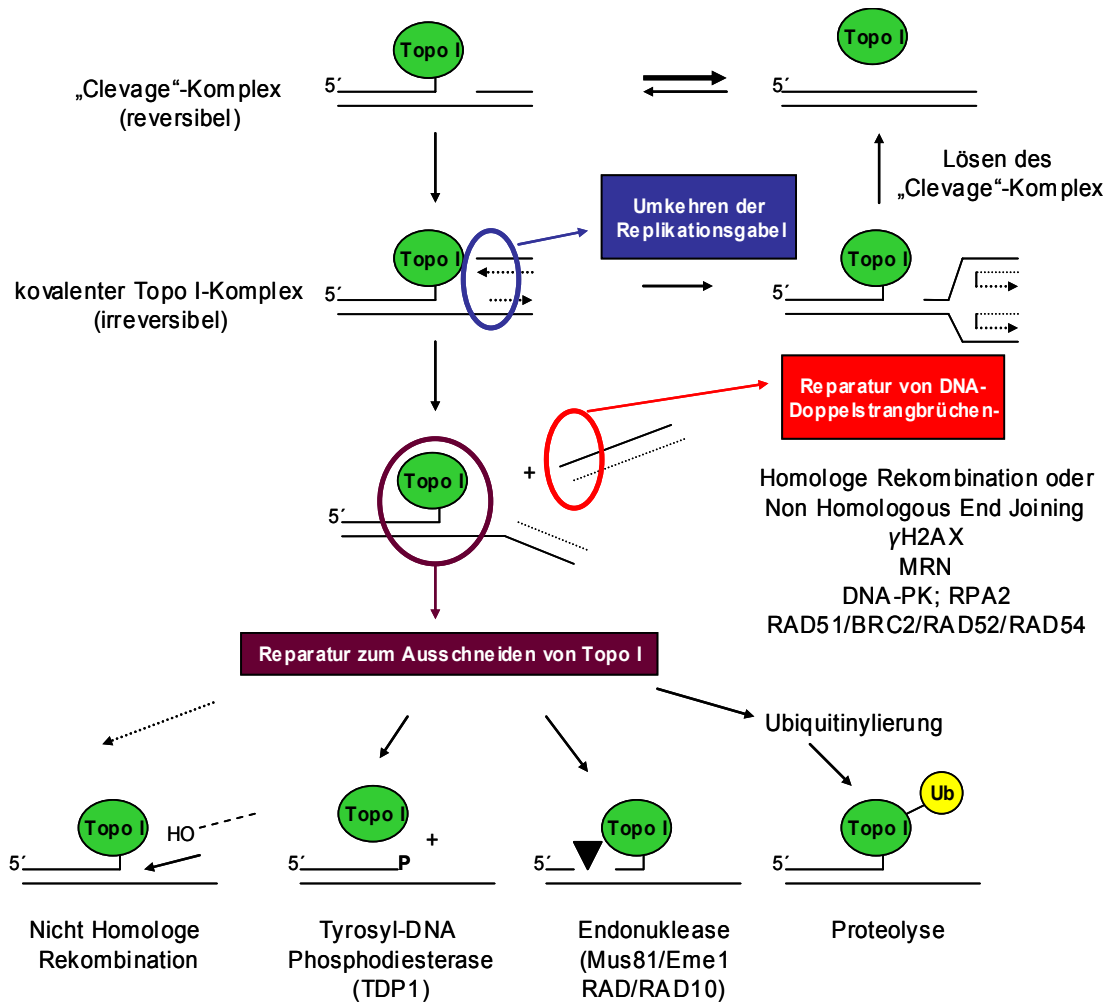 Topo I
Topo I
5´
5´
„Clevage“-Komplex
(reversibel)
Lösen des
„Clevage“-Komplex
Umkehren der
Replikationsgabel
Topo I
Topo I
kovalenter Topo I-Komplex
(irreversibel)
5´
5´
Reparatur von DNA-
Doppelstrangbrüchen-
+
Topo I
5´
Homologe Rekombination oder
Non Homologous End Joining
γH2AX
MRN
DNA-PK; RPA2
RAD51/BRC2/RAD52/RAD54
Reparatur zum Ausschneiden von Topo I
Ubiquitinylierung
Topo I
HO
5´
Topo I
+
5´
P
Topo I
5´
Ub
Topo I
5´
Nicht Homologe
Rekombination
Tyrosyl-DNA
Phosphodiesterase
(TDP1)
Endonuklease
(Mus81/Eme1
RAD/RAD10)
Proteolyse